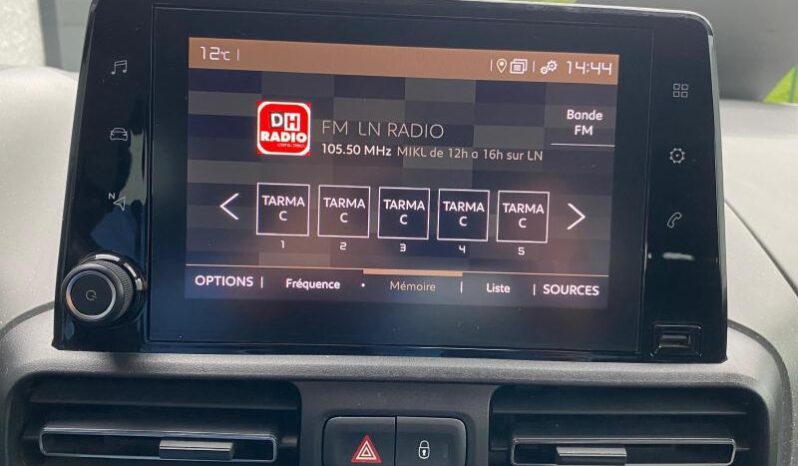 12°C
14:44
DH
RADIO
FM LN RADIO
Bande
FM
105.50 MHz MIKL de 12h a 16h sur LN
TARMA
C
TARMA
C
TARMA
C
TARMA
C
TARMA
C
1 2 3 4 5
OPTIONS Fréquence Mémoire Liste SOURCES
N